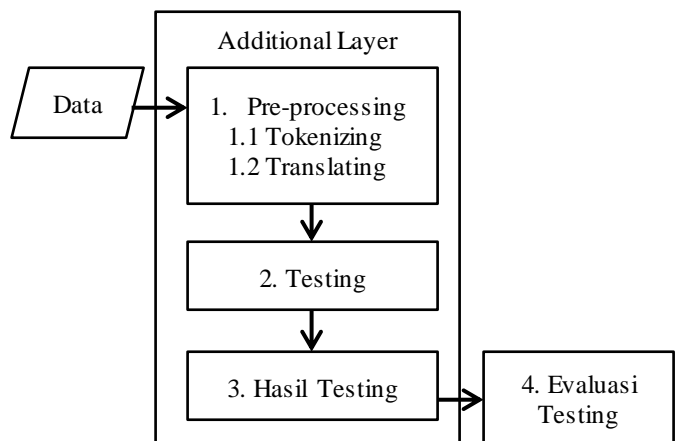 Additional Layer
Data
1. Pre-processing
1.1 Tokenizing
1.2 Translating
2. Testing
3. Hasil Testing
4. Evaluasi
Testing